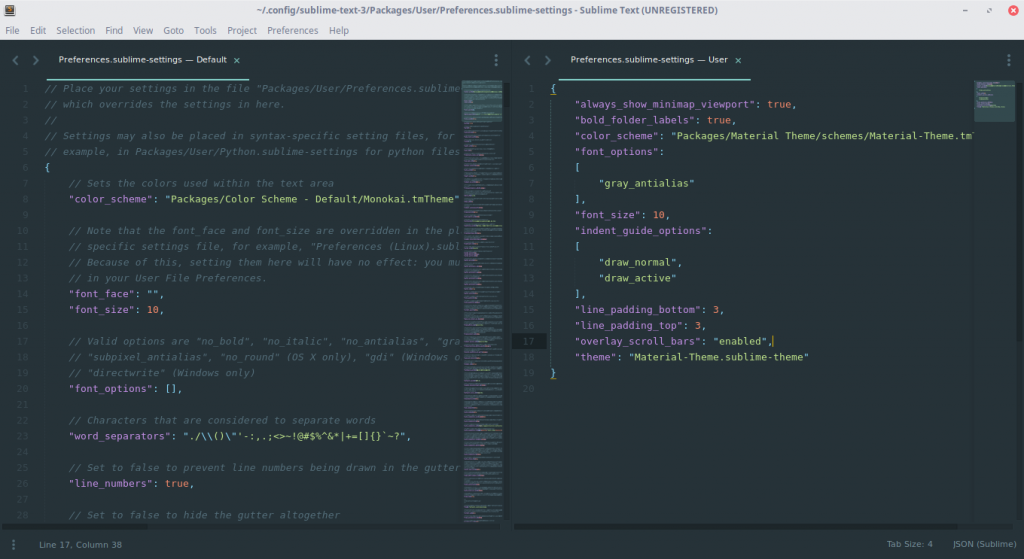 ~/.config/sublime-text-3/Packages/User/Preferences.sublime-settings - Sublime Text (UNREGISTERED)
File Edit Selection Find View Goto Tools Project Preferences Help
Preferences.sublime-settings — Default ×
1 // Place your settings in the file "Packages/User/Preferences.sublime
2 // which overrides the settings in here.
3 //
4 // Settings may also be placed in syntax-specific setting files, for
5 // example, in Packages/User/Python.sublime-settings for python files
6 {
7 // Sets the colors used within the text area
8 "color_scheme": "Packages/Color Scheme - Default/Monokai.tmTheme"
9
10 // Note that the font_face and font_size are overridden in the pl
11 // specific settings file, for example, "Preferences (Linux).subl
12 // Because of this, setting them here will have no effect: you mu
13 // in your User File Preferences.
14 "font_face": "",
15 "font_size": 10,
16
17 // Valid options are "no_bold", "no_italic", "no_antialias", "gra
18 // "subpixel_antialias", "no_round" (OS X only), "gdi" (Windows o
19 // "directwrite" (Windows only)
20 "font_options": [],
21
22 // Characters that are considered to separate words
23 "word_separators": "./\\()\"'-:,.;<>~!@#$%^&*|+=[]{}`~?",
24
25 // Set to false to prevent line numbers being drawn in the gutter
26 "line_numbers": true,
27
28 // Set to false to hide the gutter altogether
Preferences.sublime-settings — User ×
1 {
2 "always_show_minimap_viewport": true,
3 "bold_folder_labels": true,
4 "color_scheme": "Packages/Material Theme/schemes/Material-Theme.tm
5 "font_options":
6 [
7 "gray_antialias"
8 ],
9 "font_size": 10,
10 "indent_guide_options":
11 [
12 "draw_normal",
13 "draw_active"
14 ],
15 "line_padding_bottom": 3,
16 "line_padding_top": 3,
17 "overlay_scroll_bars": "enabled",
18 "theme": "Material-Theme.sublime-theme"
19 }
20
Line 17, Column 38
Tab Size: 4 JSON (Sublime)